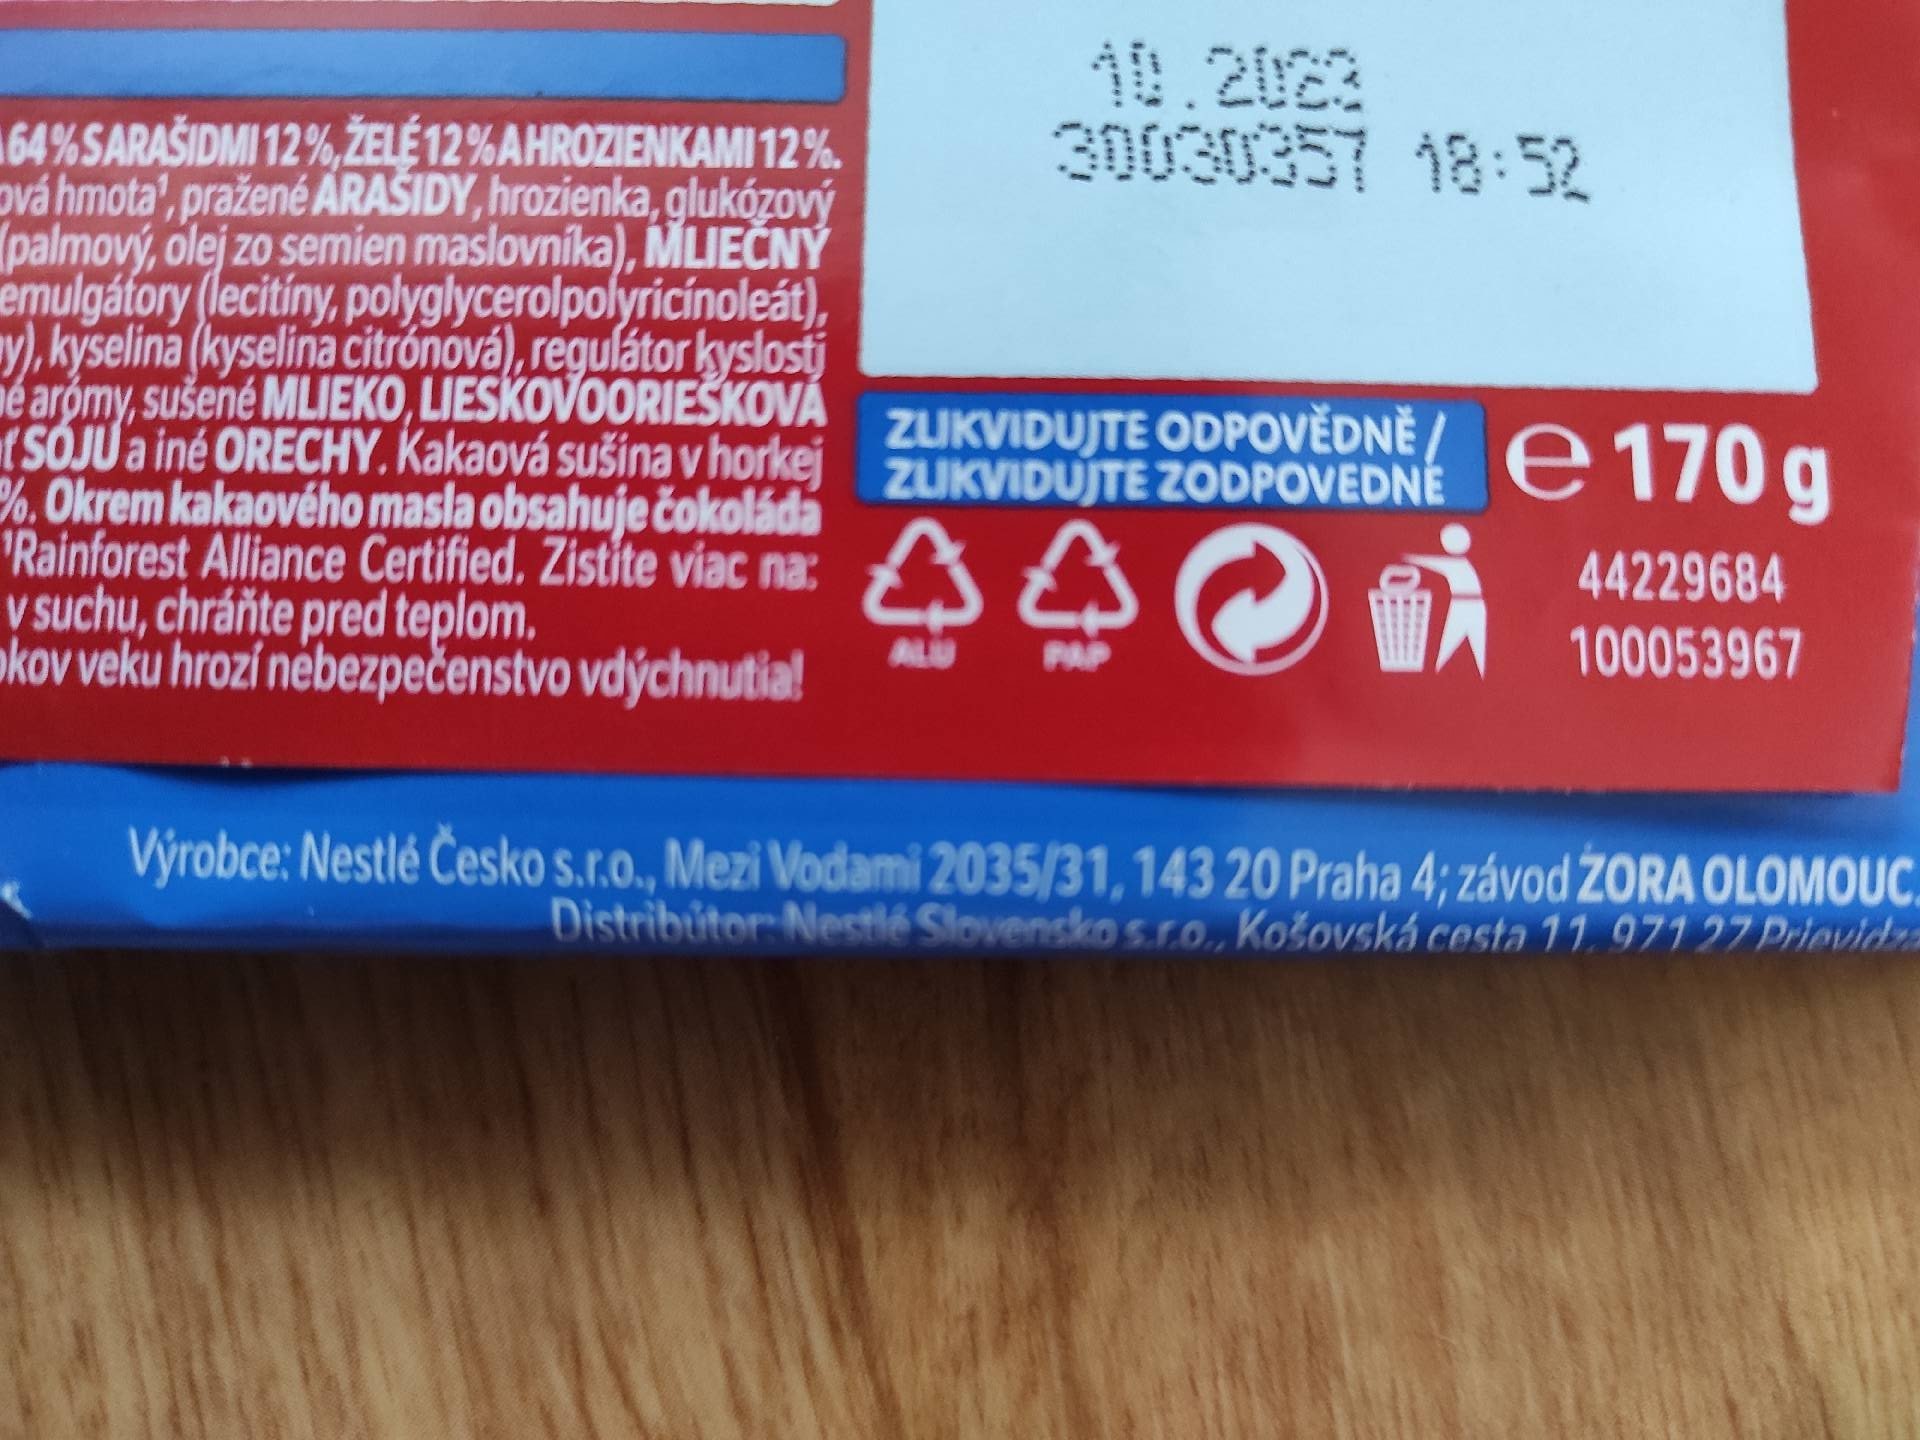 64% S ARAŠIDMI 12%, ŽELÉ 12% A HROZIENKAMI 12%.
ová hmota¹, pražené ARAŠIDY, hrozienka, glukózový
(palmový, olej zo semien maslovníka), MLIEČNY
emulgátory (lecitíny, polyglycerolpolyricínoleát),
y), kyselina (kyselina citrónová), regulátor kyslosti
é arómy, sušené MLIEKO, LIESKOVOORIEŠKOVÁ
ť SÓJU a iné ORECHY. Kakaová sušina v horkej
%. Okrem kakaového masla obsahuje čokoláda
¹Rainforest Alliance Certified. Zistite viac na:
v suchu, chráňte pred teplom.
okov veku hrozí nebezpečenstvo vdýchnutia!
10.2023
30030357 18:52
ZLIKVIDUJTE ODPOVĚDNĚ /
ZLIKVIDUJTE ZODPOVEDNE
℮ 170 g
ALU
PAP
44229684
100053967
Výrobce: Nestlé Česko s.r.o., Mezi Vodami 2035/31, 143 20 Praha 4; závod ZORA OLOMOUC.
Distribútor: Nestlé Slovensko s.r.o., Košovská cesta 11, 971 27 Prievidza